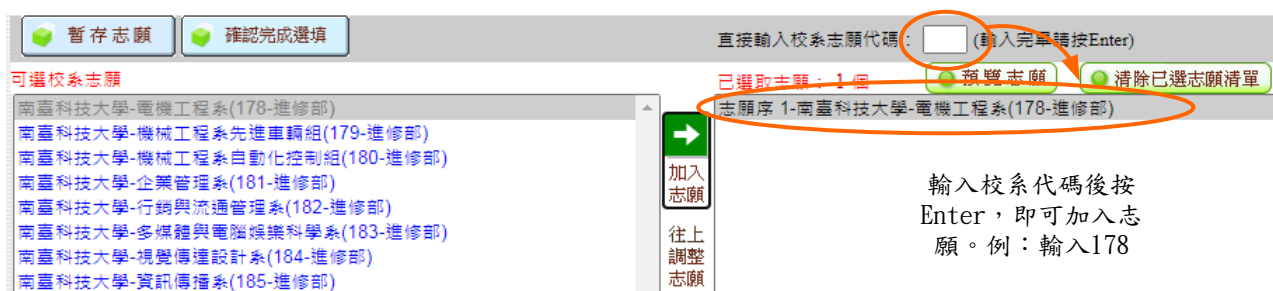 暫存志願 確認完成選填 直接輸入校系志願代碼: (輸入完畢請按Enter)
可選校系志願 已選取志願: 1 個 預覽志願 清除已選志願清單
南臺科技大學-電機工程系(178-進修部) 志願序 1-南臺科技大學-電機工程系(178-進修部)
南臺科技大學-機械工程系先進車輛組(179-進修部)
南臺科技大學-機械工程系自動化控制組(180-進修部)
南臺科技大學-企業管理系(181-進修部)
南臺科技大學-行銷與流通管理系(182-進修部)
南臺科技大學-多媒體與電腦娛樂科學系(183-進修部)
南臺科技大學-視覺傳達設計系(184-進修部)
南臺科技大學-資訊傳播系(185-進修部)
加入
志願
往上
調整
志願
輸入校系代碼後按
Enter,即可加入志
願。例:輸入178